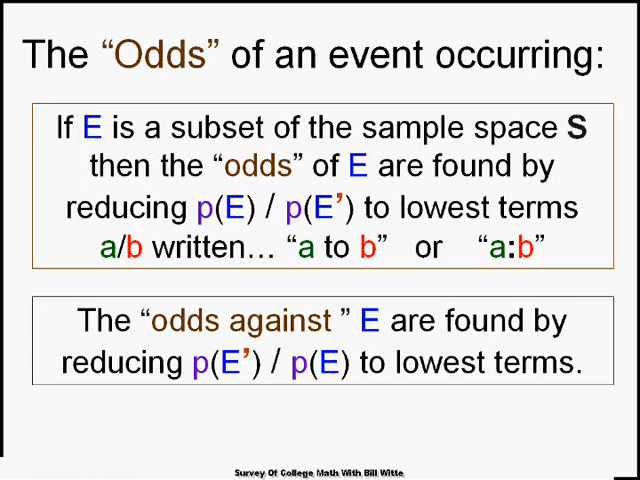 The “Odds” of an event occurring:
If E is a subset of the sample space S
then the “odds” of E are found by
reducing p(E) / p(E’) to lowest terms
a/b written... “a to b” or “a:b”
The “odds against ” E are found by
reducing p(E’) / p(E) to lowest terms.
Survey Of College Math With Bill Witte